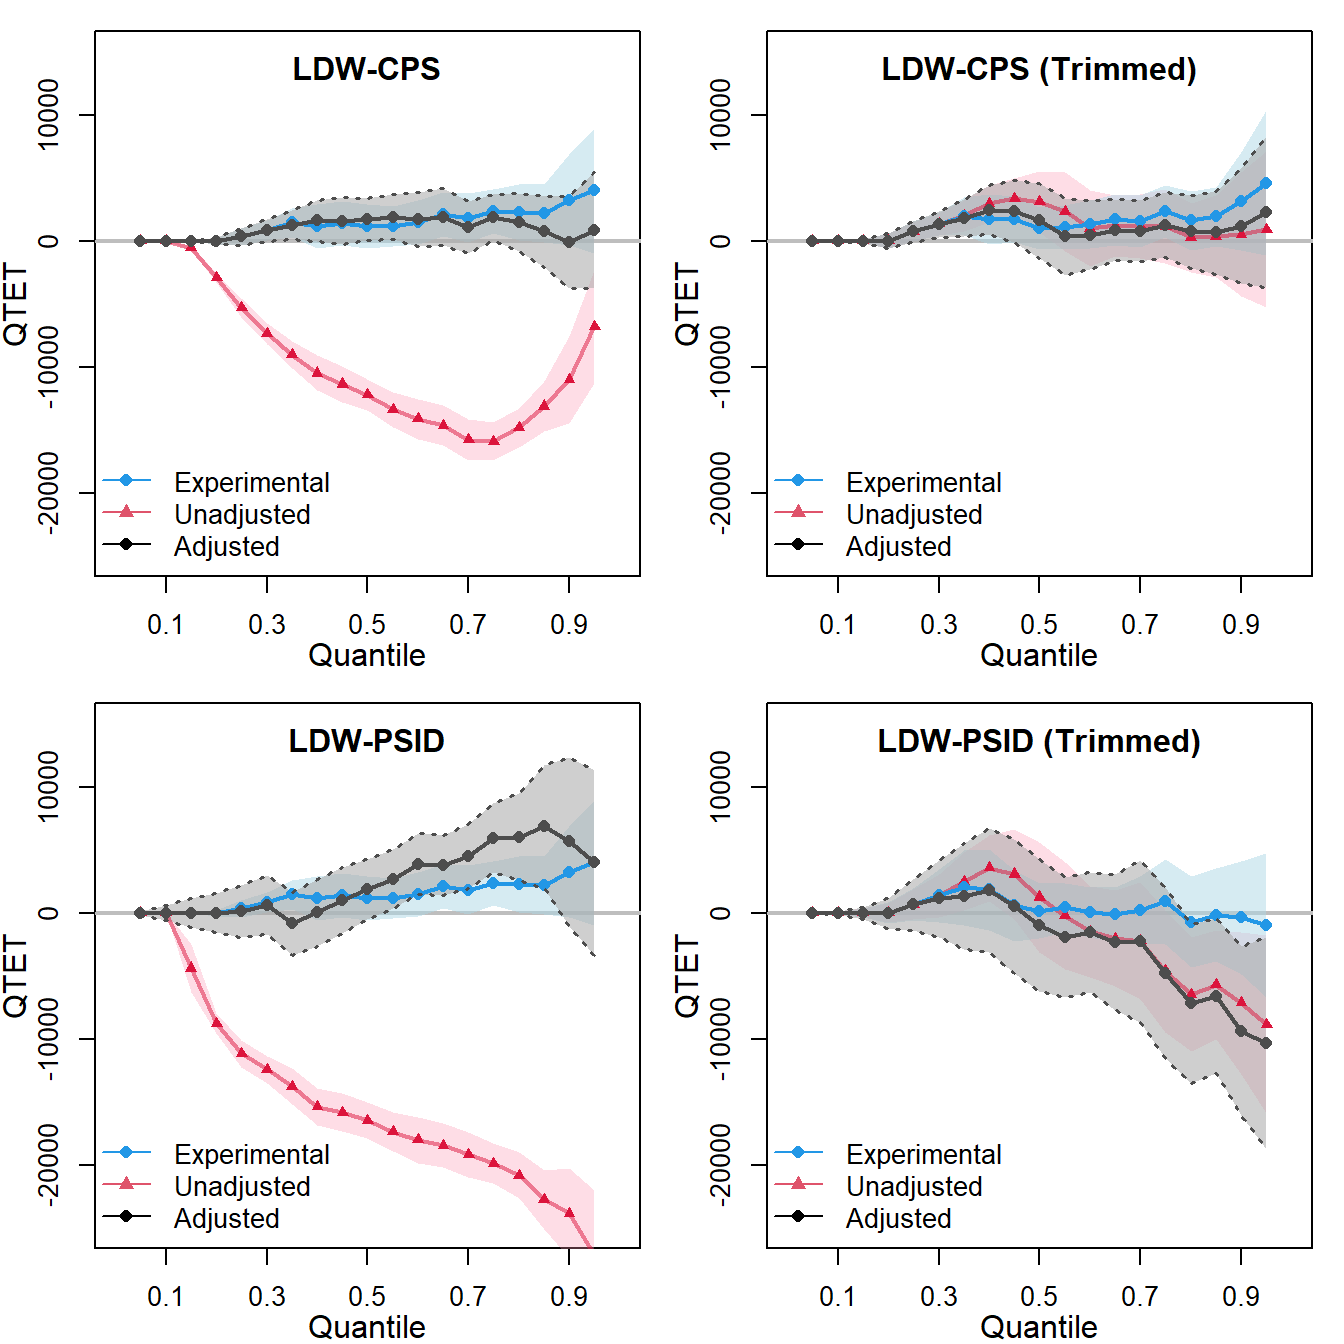 LDW-CPS
QTET
10000
0
-10000
-20000
Experimental
Unadjusted
Adjusted
0.1 0.3 0.5 0.7 0.9
Quantile
LDW-CPS (Trimmed)
QTET
10000
0
-10000
-20000
Experimental
Unadjusted
Adjusted
0.1 0.3 0.5 0.7 0.9
Quantile
LDW-PSID
QTET
10000
0
-10000
-20000
Experimental
Unadjusted
Adjusted
0.1 0.3 0.5 0.7 0.9
Quantile
LDW-PSID (Trimmed)
QTET
10000
0
-10000
-20000
Experimental
Unadjusted
Adjusted
0.1 0.3 0.5 0.7 0.9
Quantile